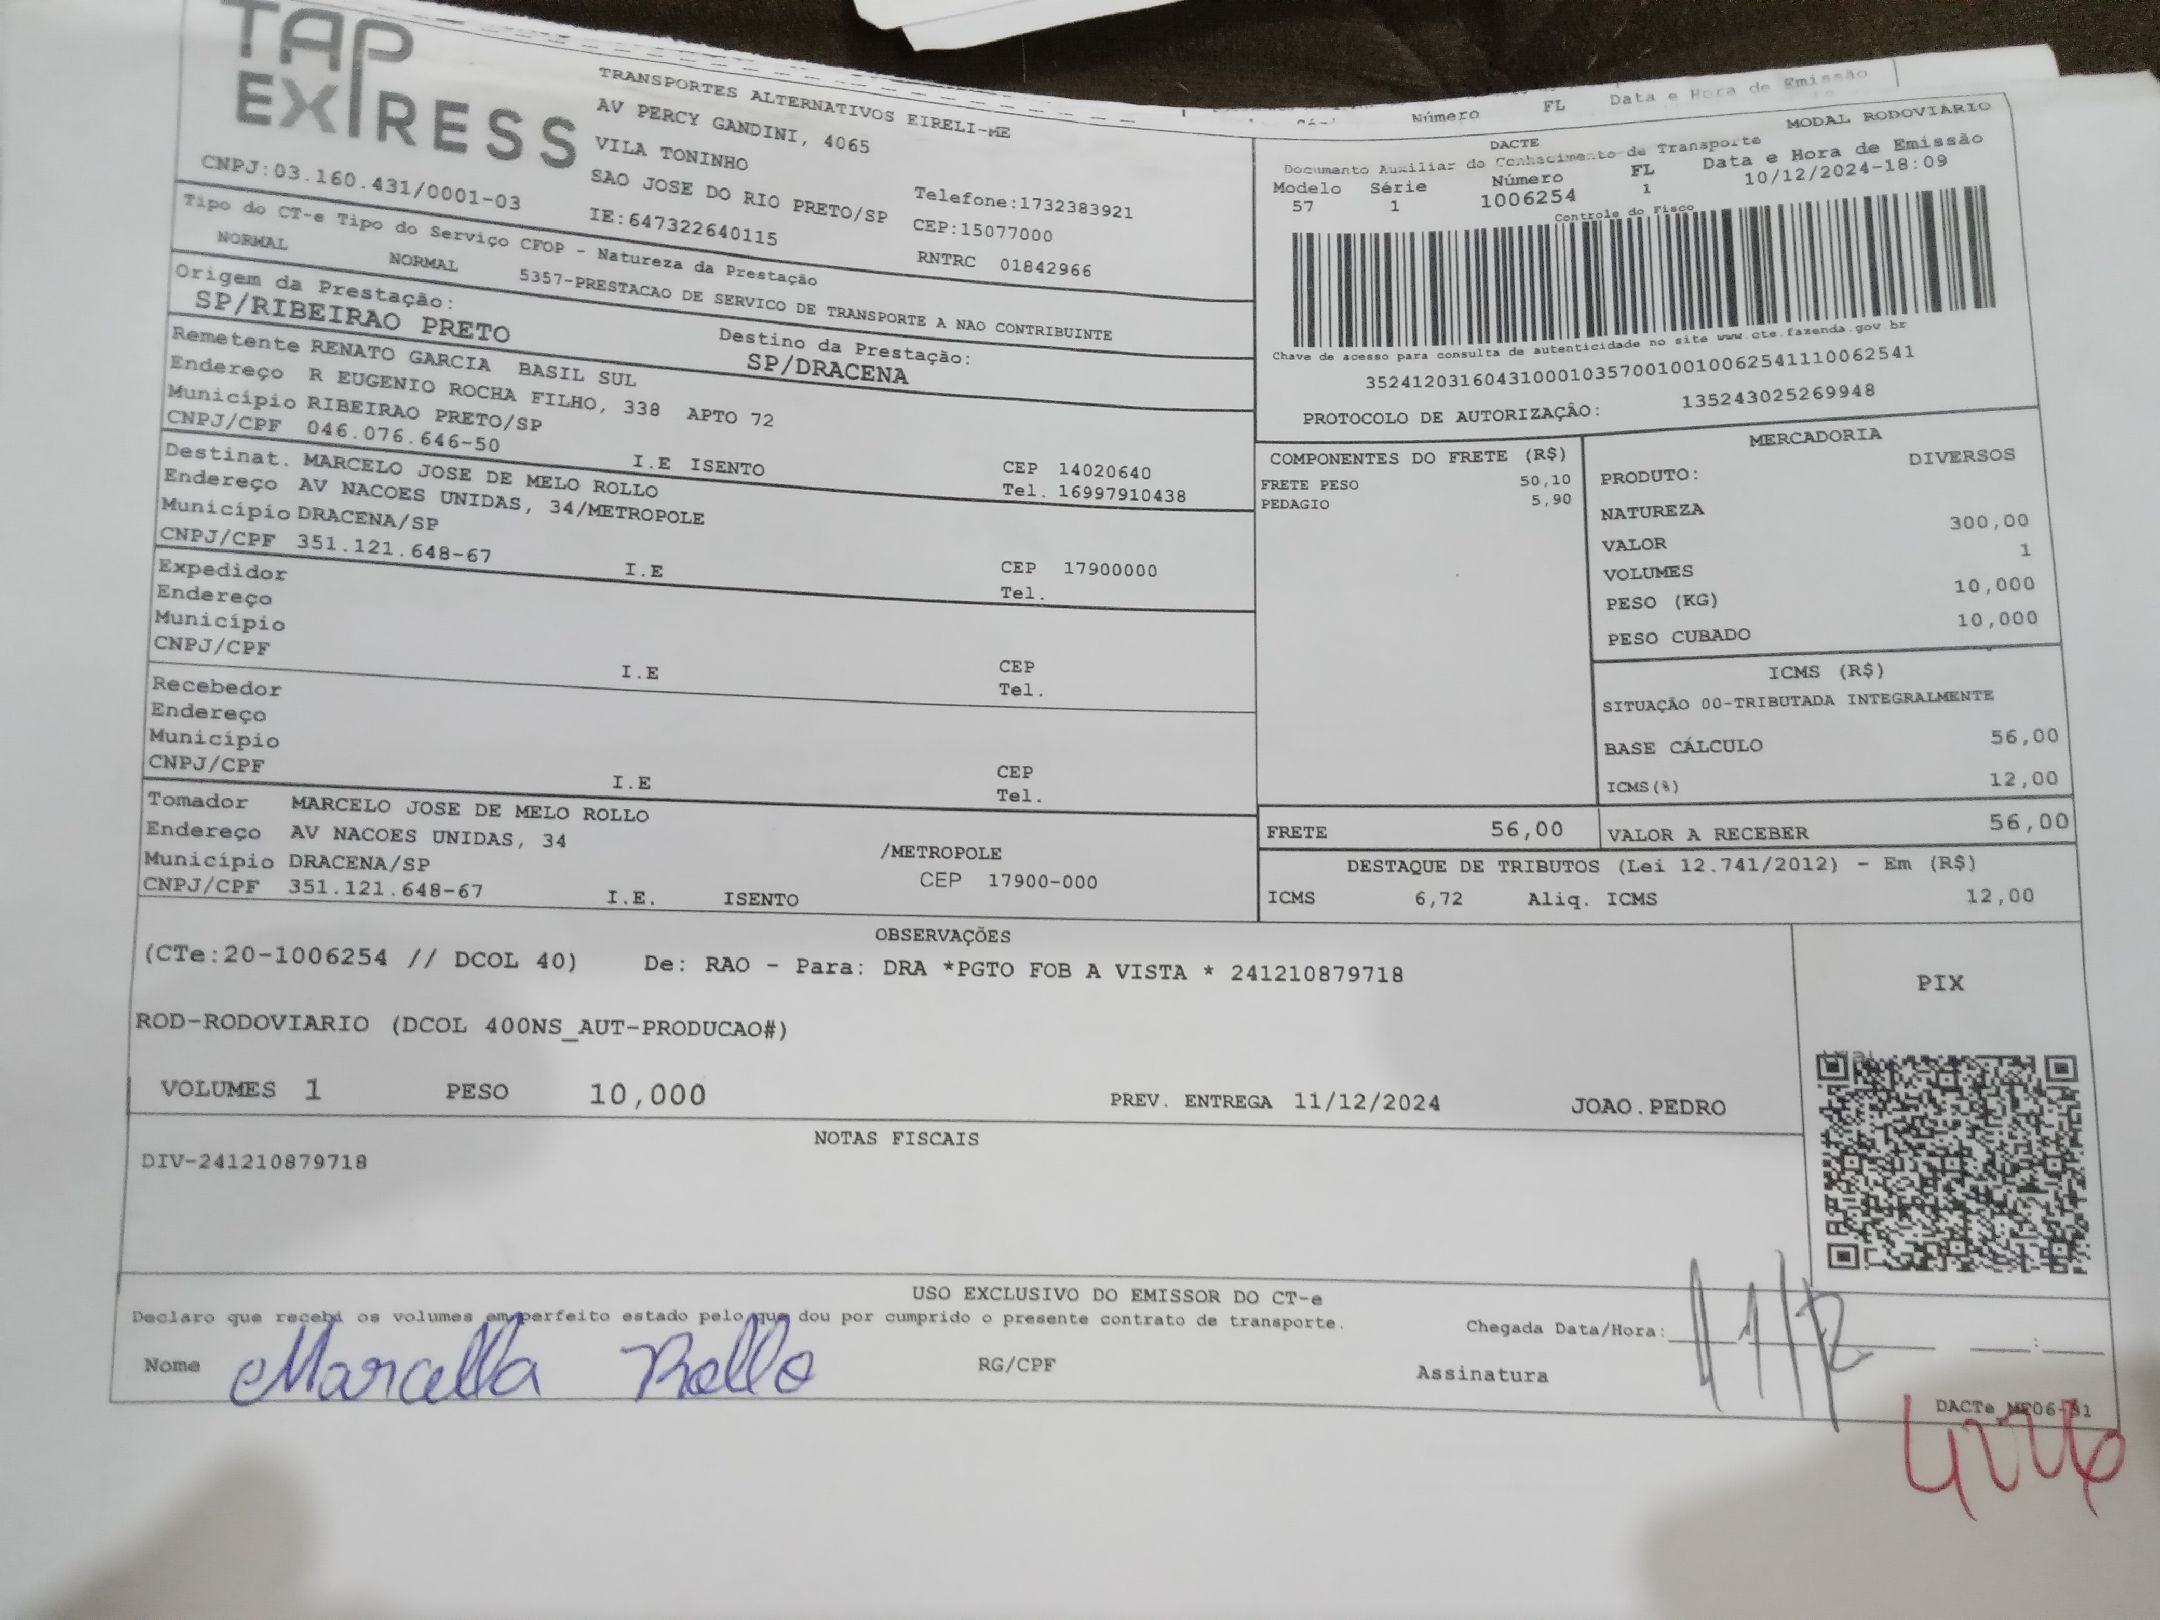 TAP
EXPRESS
TRANSPORTES ALTERNATIVOS EIRELI-ME
AV PERCY GANDINI, 4065
VILA TONINHO
SAO JOSE DO RIO PRETO/SP
Telefone:1732383921
CNPJ:03.160.431/0001-03
IE:647322640115
CEP:15077000
RNTRC 01842966
Número FL Data e Hora de Emissão
DACTE
MODAL RODOVIÁRIO
Documento Auxiliar do Conhecimento de Transporte
Modelo Série Número FL Data e Hora de Emissão
57 1 1006254 1 10/12/2024-18:09
Controle do Fisco
Chave de acesso para consulta de autenticidade no site www.cte.fazenda.gov.br
35241203160431000103570010010062541110062541
PROTOCOLO DE AUTORIZAÇÃO: 135243025269948
Tipo do CT-e Tipo do Serviço CFOP - Natureza da Prestação
NORMAL NORMAL 5357-PRESTACAO DE SERVICO DE TRANSPORTE A NAO CONTRIBUINTE
Origem da Prestação:
SP/RIBEIRAO PRETO
Destino da Prestação:
SP/DRACENA
Remetente RENATO GARCIA BASIL SUL
Endereço R EUGENIO ROCHA FILHO, 338 APTO 72
Município RIBEIRAO PRETO/SP CEP 14020640
CNPJ/CPF 046.076.646-50 I.E ISENTO Tel. 16997910438
Destinat. MARCELO JOSE DE MELO ROLLO
Endereço AV NACOES UNIDAS, 34/METROPOLE
Município DRACENA/SP CEP 17900000
CNPJ/CPF 351.121.648-67 I.E Tel.
Expedidor
Endereço
Município CEP
CNPJ/CPF I.E Tel.
Recebedor
Endereço
Município CEP
CNPJ/CPF I.E Tel.
Tomador MARCELO JOSE DE MELO ROLLO
Endereço AV NACOES UNIDAS, 34 /METROPOLE
Município DRACENA/SP CEP 17900-000
CNPJ/CPF 351.121.648-67 I.E. ISENTO
COMPONENTES DO FRETE (R$)
FRETE PESO 50,10
PEDAGIO 5,90
MERCADORIA
PRODUTO: DIVERSOS
NATUREZA
VALOR 300,00
VOLUMES 1
PESO (KG) 10,000
PESO CUBADO 10,000
ICMS (R$)
SITUAÇÃO 00-TRIBUTADA INTEGRALMENTE
BASE CÁLCULO 56,00
ICMS(%) 12,00
FRETE 56,00 VALOR A RECEBER 56,00
DESTAQUE DE TRIBUTOS (Lei 12.741/2012) - Em (R$)
ICMS 6,72 Aliq. ICMS 12,00
OBSERVAÇÕES
(CTe:20-1006254 // DCOL 40) De: RAO - Para: DRA *PGTO FOB A VISTA * 241210879718
ROD-RODOVIARIO (DCOL 400NS_AUT-PRODUCAO#)
VOLUMES 1 PESO 10,000 PREV. ENTREGA 11/12/2024 JOAO.PEDRO
PIX
NOTAS FISCAIS
DIV-241210879718
USO EXCLUSIVO DO EMISSOR DO CT-e
Declaro que recebi os volumes em perfeito estado pelo que dou por cumprido o presente contrato de transporte.
Chegada Data/Hora: 11/12
Nome Marcella Rollo RG/CPF Assinatura